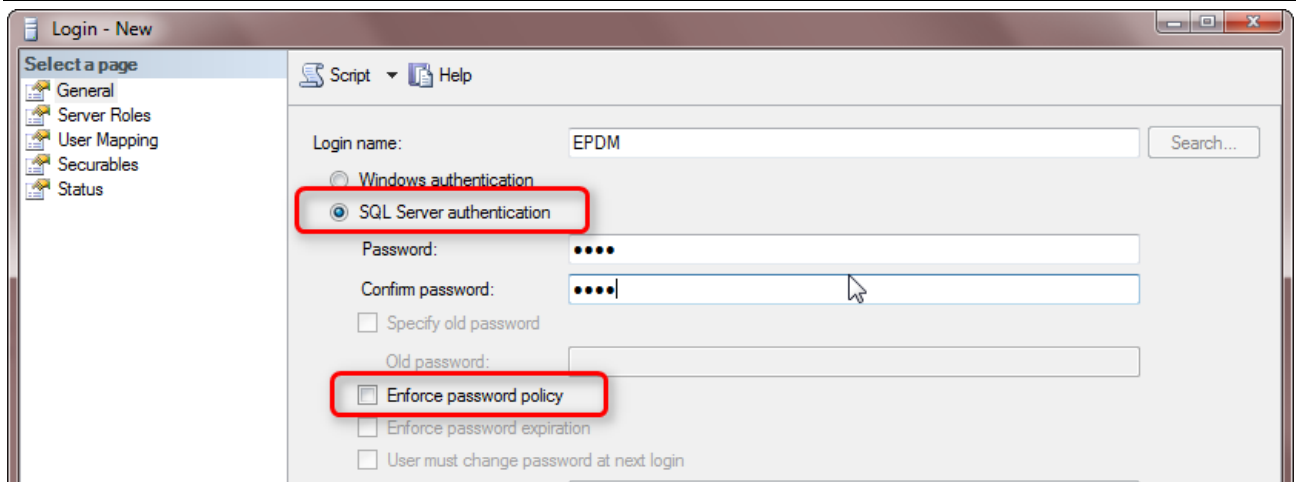 Login - New
Select a page
General
Server Roles
User Mapping
Securables
Status
Script Help
Login name: EPDM Search...
Windows authentication
SQL Server authentication
Password: ••••
Confirm password: ••••
Specify old password
Old password:
Enforce password policy
Enforce password expiration
User must change password at next login